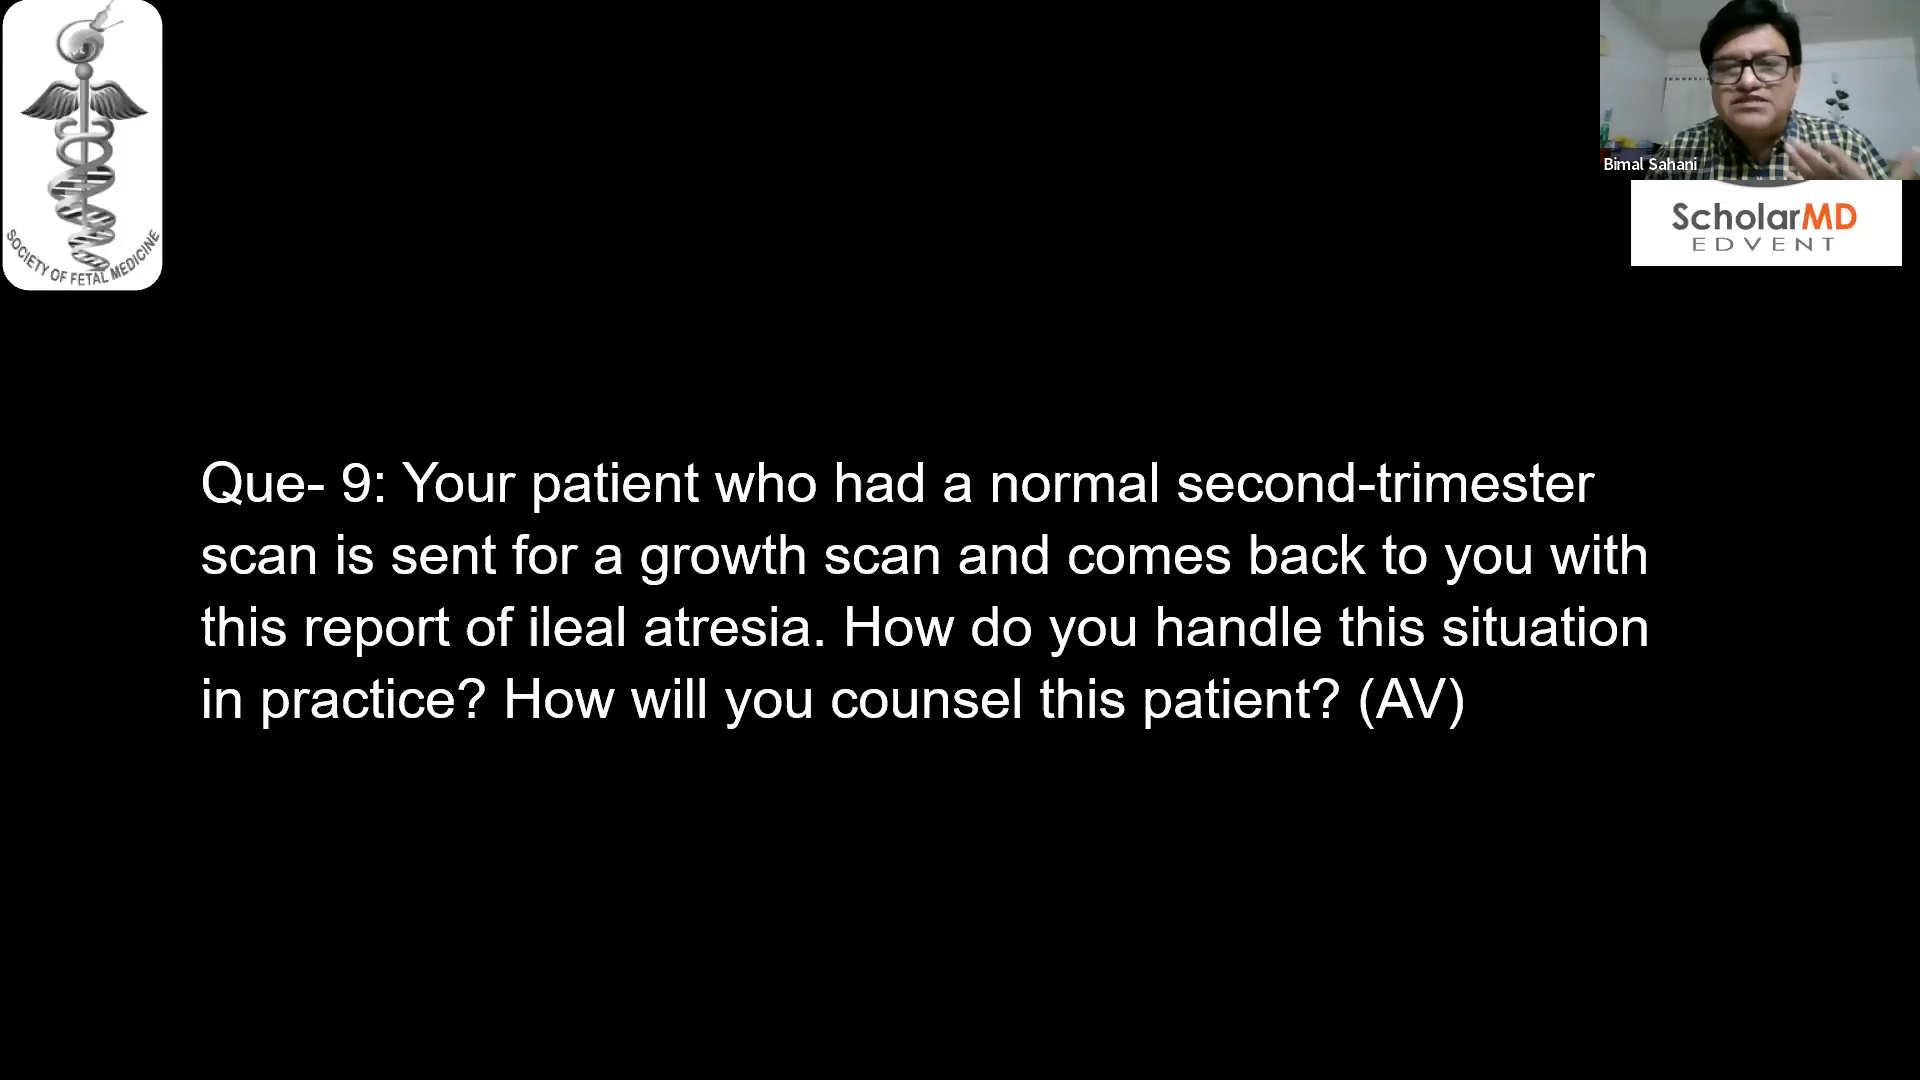 SOCIETY OF FETAL MEDICINE
Bimal Sahani
ScholarMD
EDVENT
Que- 9: Your patient who had a normal second-trimester
scan is sent for a growth scan and comes back to you with
this report of ileal atresia. How do you handle this situation
in practice? How will you counsel this patient? (AV)